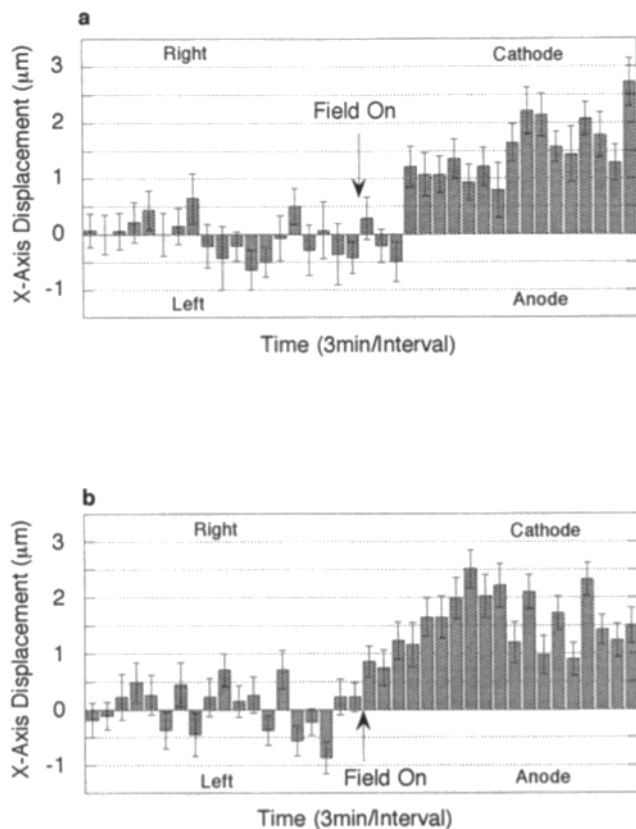 a
3
2
1
0
-1
X-Axis Displacement (μm)
Right
Cathode
Field On
Left
Anode
Time (3min/Interval)
b
3
2
1
0
-1
X-Axis Displacement (μm)
Right
Cathode
Left
Field On
Anode
Time (3min/Interval)